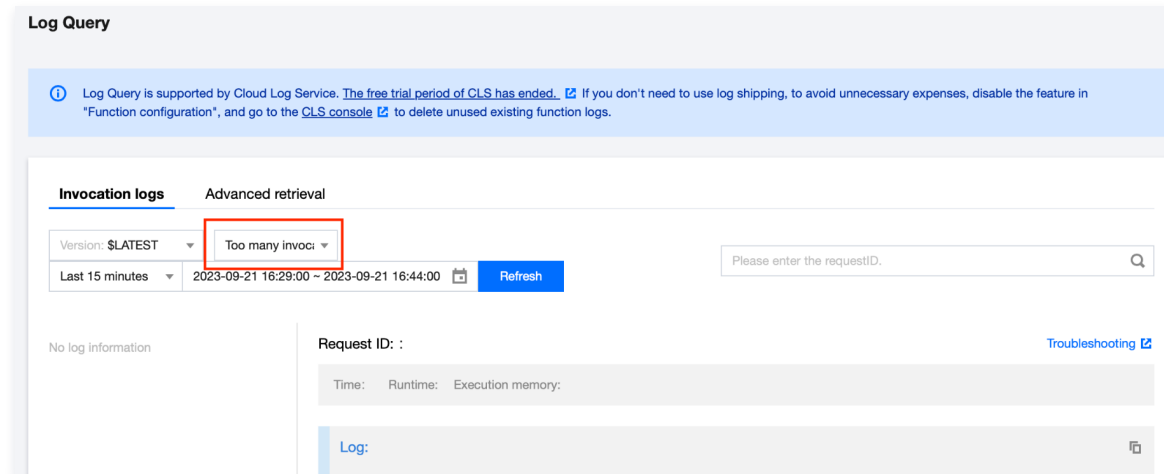 Log Query
Log Query is supported by Cloud Log Service. The free trial period of CLS has ended. If you don't need to use log shipping, to avoid unnecessary expenses, disable the feature in
"Function configuration", and go to the CLS console to delete unused existing function logs.
Invocation logs Advanced retrieval
Version: $LATEST Too many invoc
Please enter the requestID.
Last 15 minutes 2023-09-21 16:29:00 ~ 2023-09-21 16:44:00 Refresh
No log information
Request ID: :
Troubleshooting
Time: Runtime: Execution memory:
Log: